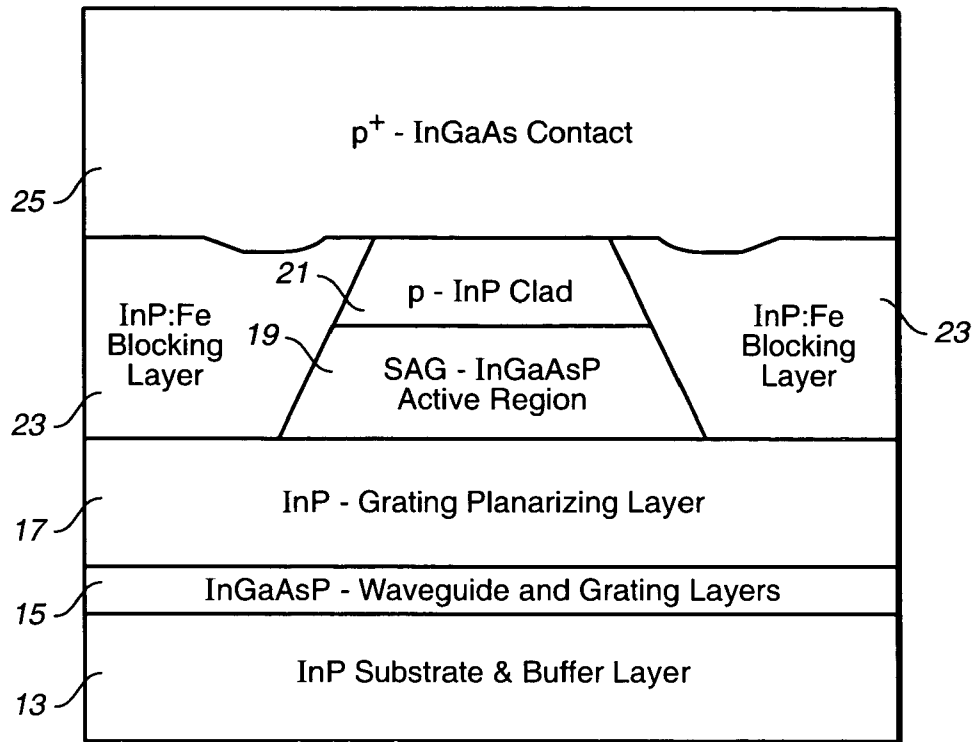 p+ - InGaAs Contact
25
21
p - InP Clad
InP:Fe
Blocking
Layer
19
SAG - InGaAsP
Active Region
InP:Fe
Blocking
Layer
23
23
InP - Grating Planarizing Layer
17
InGaAsP - Waveguide and Grating Layers
15
InP Substrate & Buffer Layer
13